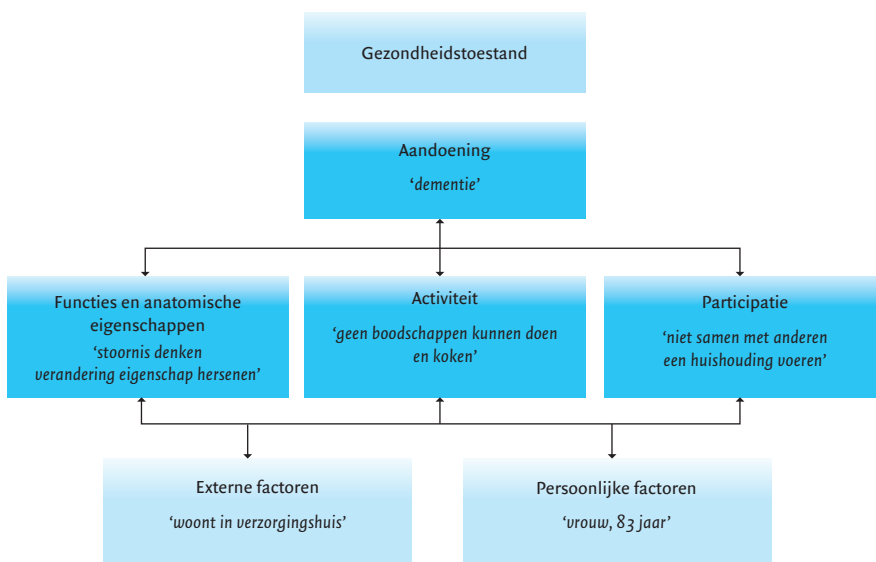 Gezondheidstoestand
Aandoening
‘dementie’
Functies en anatomische
eigenschappen
‘stoornis denken
verandering eigenschap hersenen’
Activiteit
‘geen boodschappen kunnen doen
en koken’
Participatie
‘niet samen met anderen
een huishouding voeren’
Externe factoren
‘woont in verzorgingshuis’
Persoonlijke factoren
‘vrouw, 83 jaar’